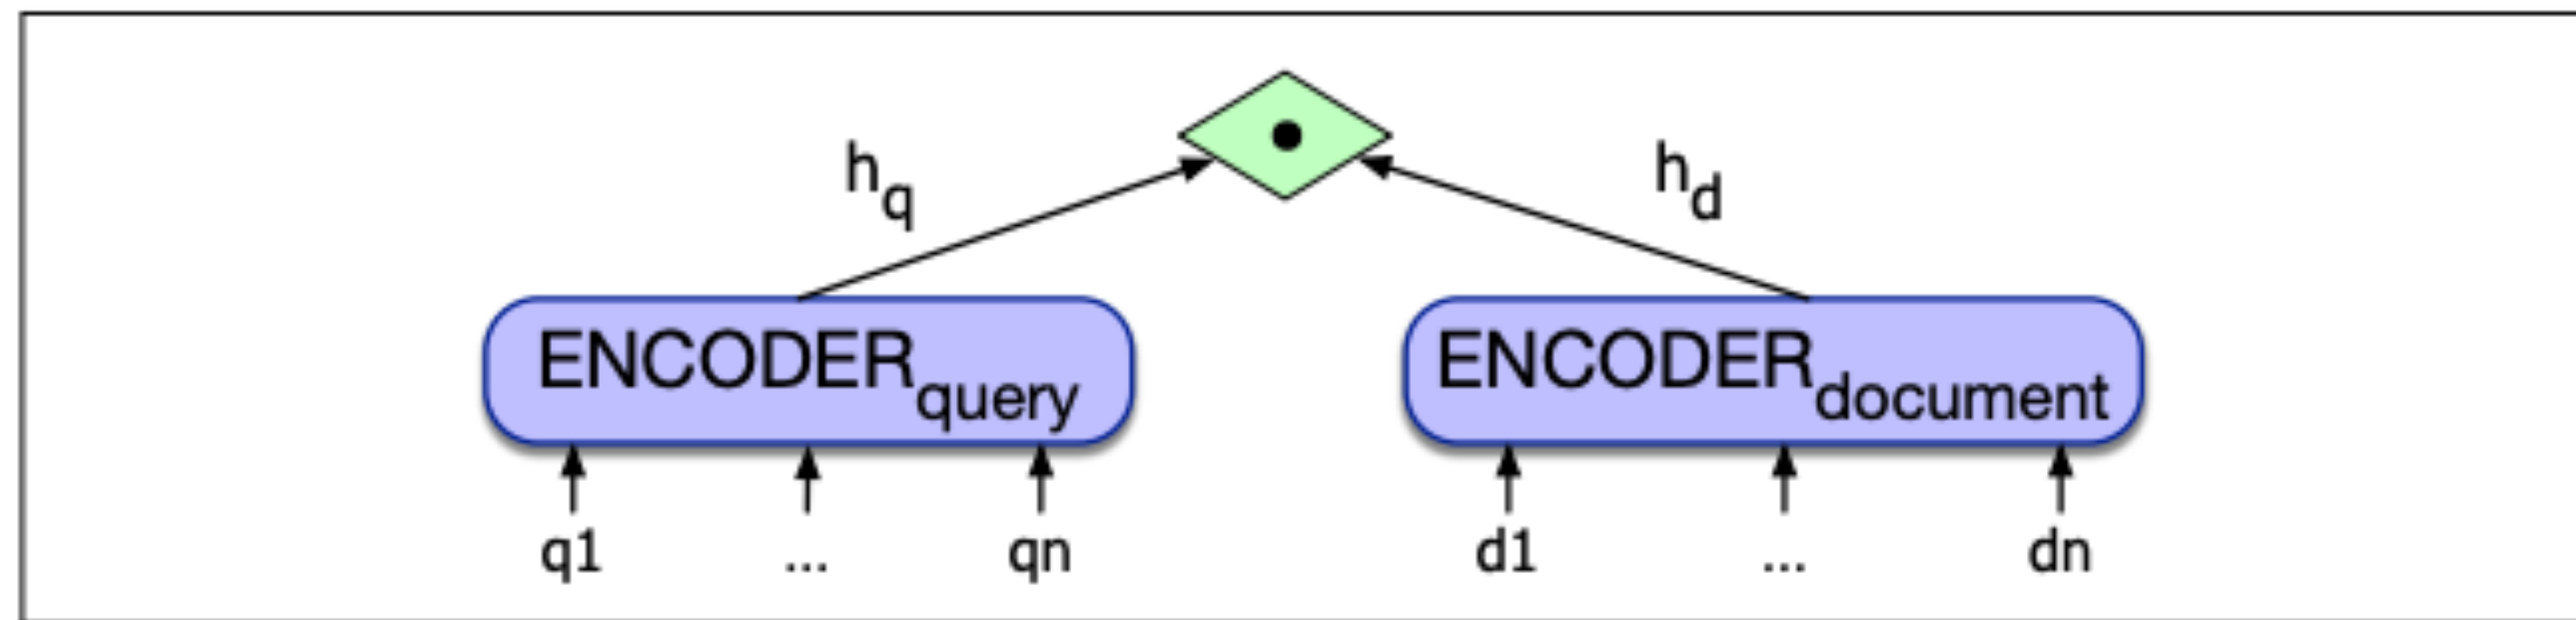 h_q h_d
ENCODER_query ENCODER_document
q1 ... qn d1 ... dn